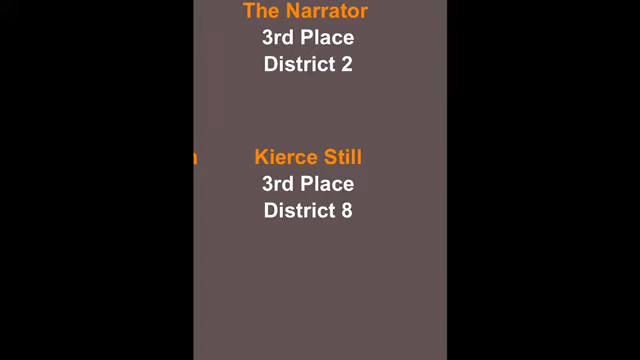 The Narrator
3rd Place
District 2
Kierce Still
3rd Place
District 8